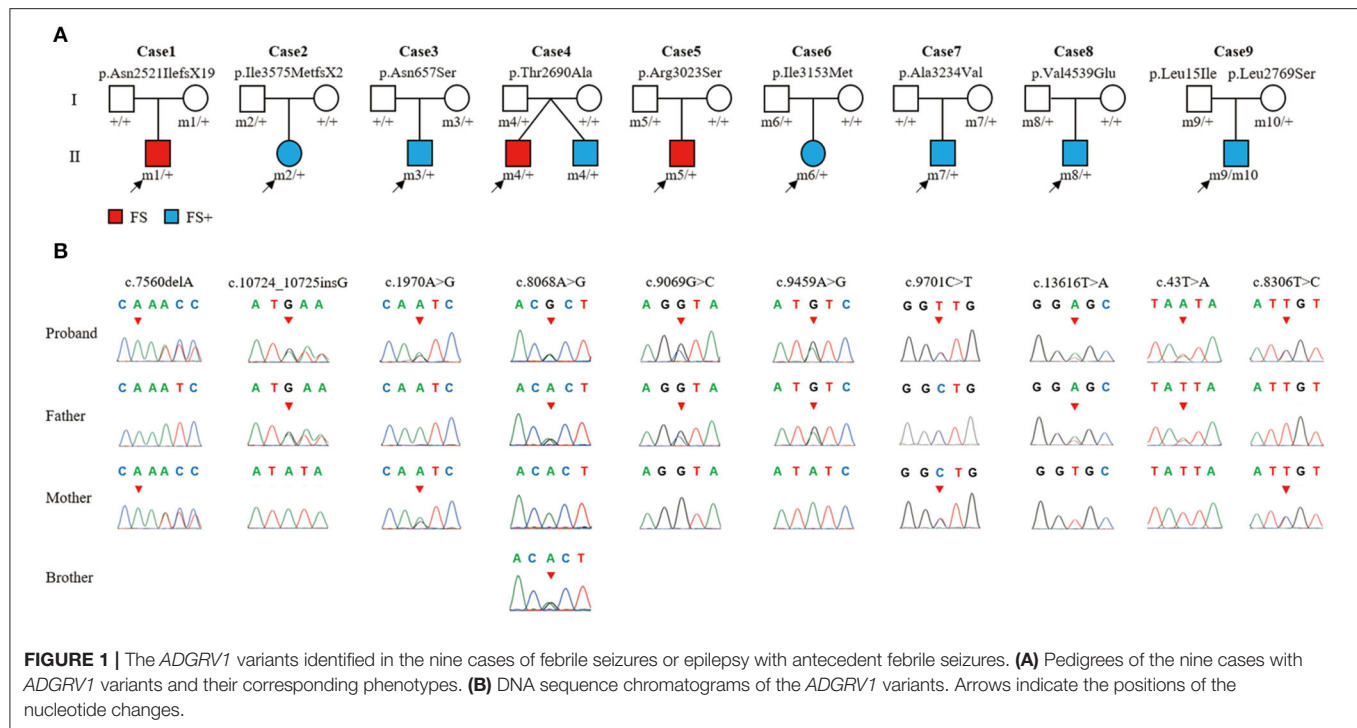 A
Case1 Case2 Case3 Case4 Case5 Case6 Case7 Case8 Case9
p.Asn2521IlefsX19 p.Ile3575MetfsX2 p.Asn657Ser p.Thr2690Ala p.Arg3023Ser p.Ile3153Met p.Ala3234Val p.Val4539Glu p.Leu15Ile p.Leu2769Ser
I
+/+ m1/+ m2/+ +/+ +/+ m3/+ m4/+ +/+ m5/+ +/+ m6/+ +/+ +/+ m7/+ m8/+ +/+ m9/+ m10/+
II
m1/+ m2/+ m3/+ m4/+ m4/+ m5/+ m6/+ m7/+ m8/+ m9/m10
FS FS+
B
c.7560delA c.10724_10725insG c.1970A>G c.8068A>G c.9069G>C c.9459A>G c.9701C>T c.13616T>A c.43T>A c.8306T>C
C A A A C C A T G A A C A A T C A C G C T A G G T A A T G T C G G T T G G G A G C T A A T A A T T G T
Proband
C A A A T C A T G A A C A A T C A C A C T A G G T A A T G T C G G C T G G G A G C T A T T A A T T G T
Father
C A A A C C A T A T A C A A T C A C A C T A G G T A A T A T C G G C T G G G T G C T A T T A A T T G T
Mother
A C A C T
Brother
FIGURE 1 | The ADGRV1 variants identified in the nine cases of febrile seizures or epilepsy with antecedent febrile seizures. (A) Pedigrees of the nine cases with
ADGRV1 variants and their corresponding phenotypes. (B) DNA sequence chromatograms of the ADGRV1 variants. Arrows indicate the positions of the
nucleotide changes.